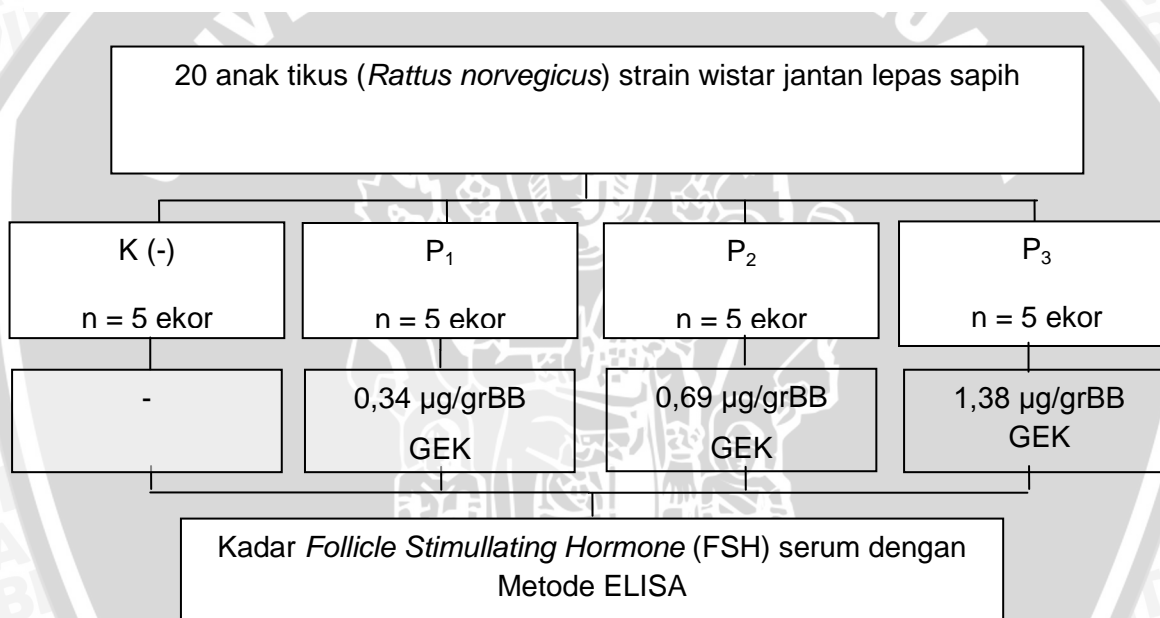 20 anak tikus (Rattus norvegicus) strain wistar jantan lepas sapih
K (-)
n = 5 ekor
P₁
n = 5 ekor
P₂
n = 5 ekor
P₃
n = 5 ekor
-
0,34 µg/grBB
GEK
0,69 µg/grBB
GEK
1,38 µg/grBB
GEK
Kadar Follicle Stimullating Hormone (FSH) serum dengan
Metode ELISA